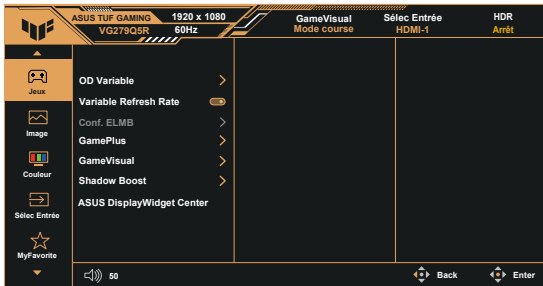 ASUS TUF GAMING 1920 x 1080
VG279Q5R 60Hz
GameVisual
Mode course
Sélec Entrée
HDMI-1
HDR
Arrêt
Jeux
Image
Couleur
Sélec Entrée
MyFavorite
OD Variable
Variable Refresh Rate
Conf. ELMB
GamePlus
GameVisual
Shadow Boost
ASUS DisplayWidget Center
50
Back
Enter